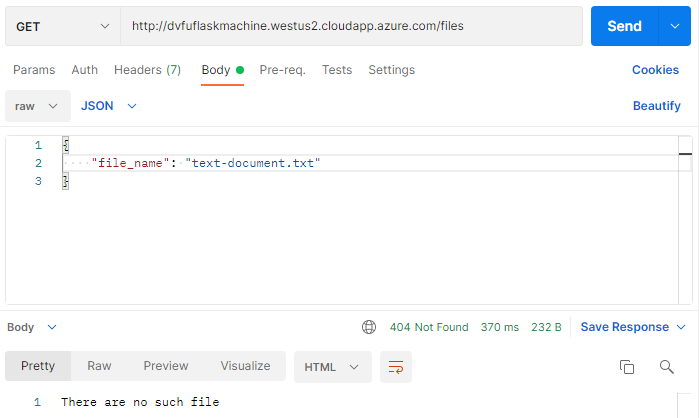 GET http://dvfuflaskmachine.westus2.cloudapp.azure.com/files Send
Params Auth Headers (7) Body Pre-req. Tests Settings Cookies
raw JSON Beautify
1 {
2 "file_name": "text-document.txt"
3 }
Body 404 Not Found 370 ms 232 B Save Response
Pretty Raw Preview Visualize HTML
1 There are no such file